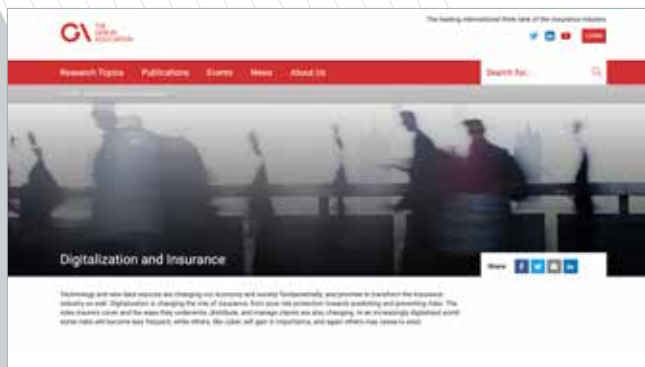 The leading international think tank of the insurance industry
GA THE GENEVA ASSOCIATION
LOGIN
Research Topics Publications Events News About Us
Search for...
Digitalization and Insurance
Share
Technology and new data sources are changing our economy and society fundamentally, and promise to transform the insurance
industry as well. Digitalization is changing the role of insurance, from pure risk protection towards predicting and preventing risks. The
risks insurers cover and the ways they underwrite, distribute, and manage claims are also changing. In an increasingly digitalised world
some risks will become less frequent, while others, like cyber, will gain in importance, and again others may cease to exist.